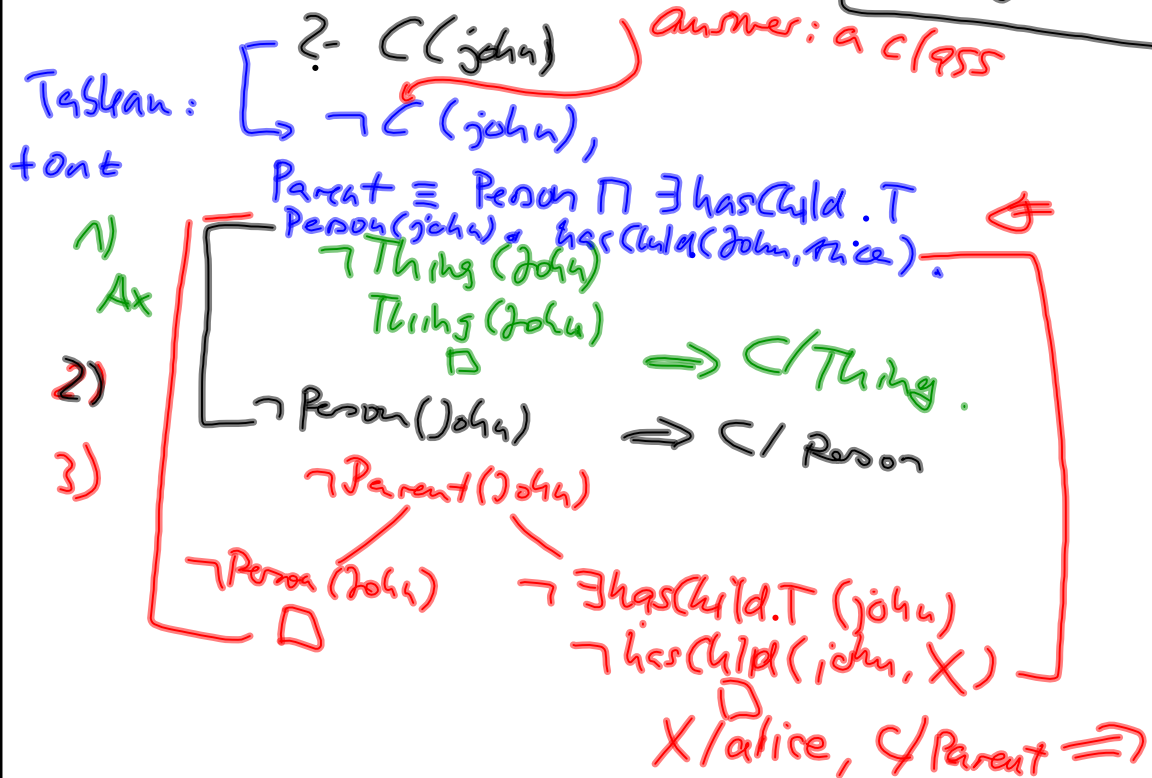 ?- C(john)
Answer: a class
Tableau:
¬C(john),
Parent ≡ Person ⊓ ∃hasChild.T
Person(john). hasChild(John, Alice).
1)
¬Thing(John)
Ax
Thing(John)
□ ⇒ C/Thing.
2)
¬Person(John) ⇒ C/Person
3)
¬Parent(John)
¬Person(John) ¬∃hasChild.T(john)
□
¬hasChild(john, X)
□
X/alice, C/Parent ⇒